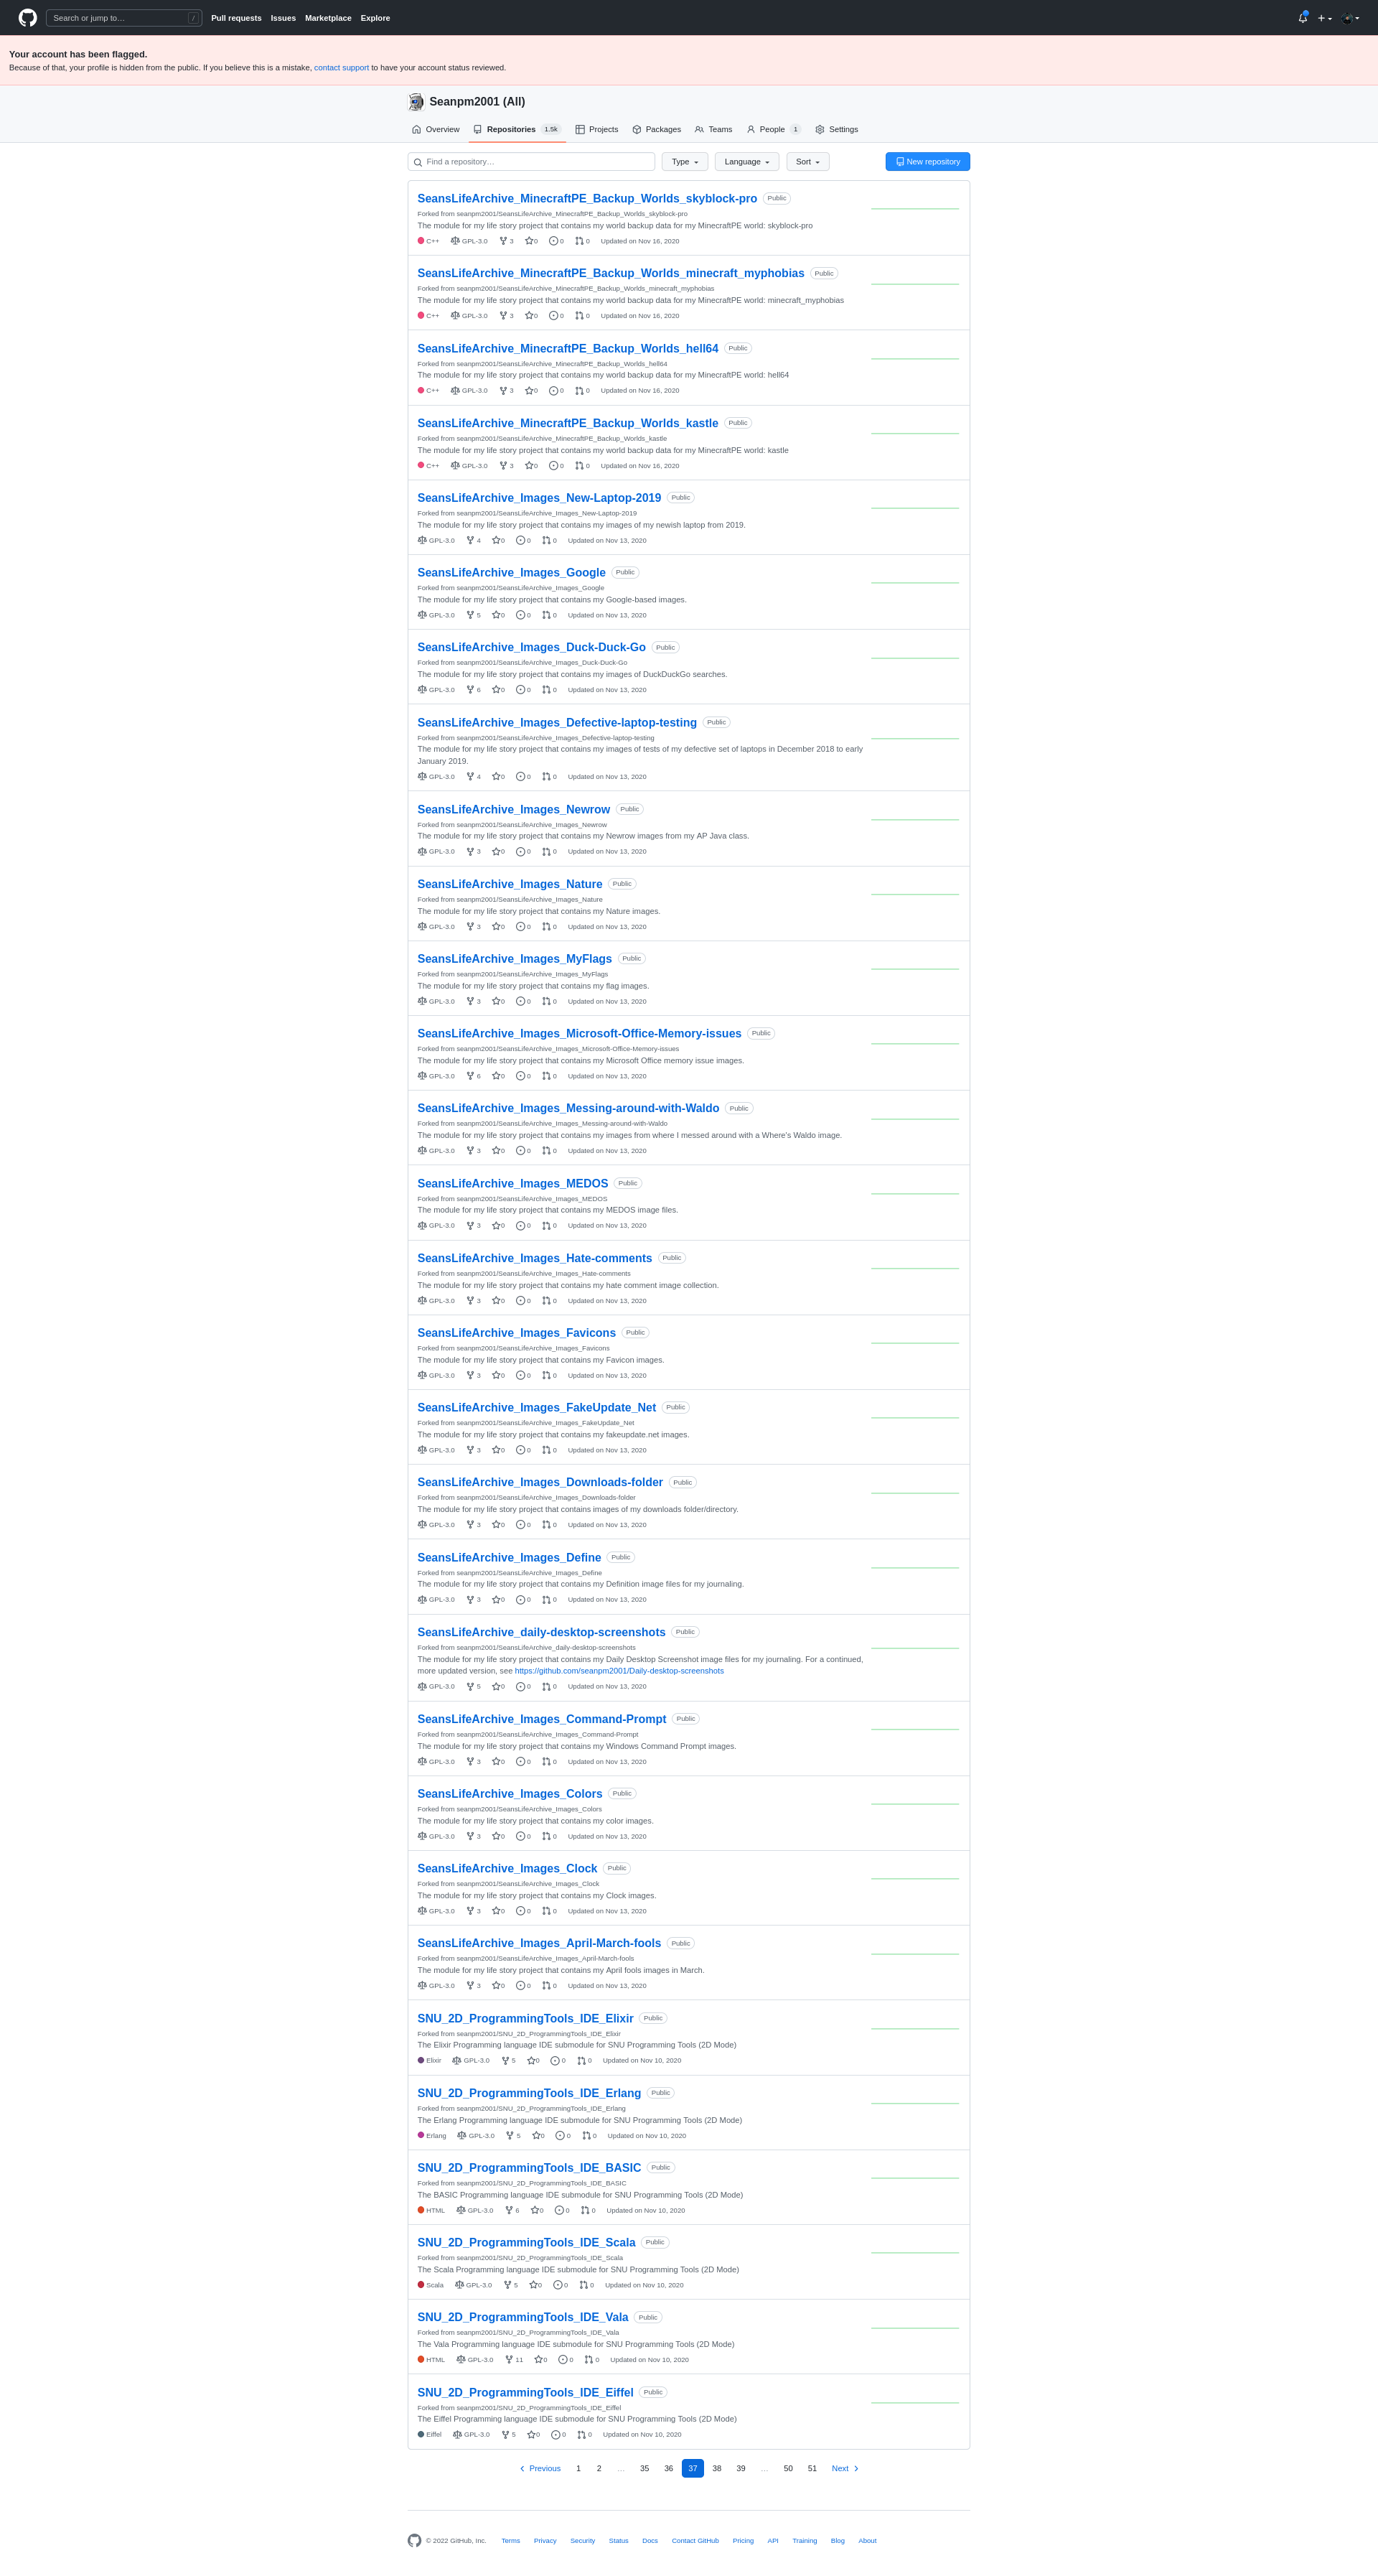 Search or jump to… /
Pull requests Issues Marketplace Explore
Your account has been flagged.
Because of that, your profile is hidden from the public. If you believe this is a mistake, contact support to have your account status reviewed.
Seanpm2001 (All)
Overview Repositories 1.5k Projects Packages Teams People 1 Settings
Find a repository… Type Language Sort New repository
SeansLifeArchive_MinecraftPE_Backup_Worlds_skyblock-pro Public
Forked from seanpm2001/SeansLifeArchive_MinecraftPE_Backup_Worlds_skyblock-pro
The module for my life story project that contains my world backup data for my MinecraftPE world: skyblock-pro
C++ GPL-3.0 3 0 0 0 Updated on Nov 16, 2020
SeansLifeArchive_MinecraftPE_Backup_Worlds_minecraft_myphobias Public
Forked from seanpm2001/SeansLifeArchive_MinecraftPE_Backup_Worlds_minecraft_myphobias
The module for my life story project that contains my world backup data for my MinecraftPE world: minecraft_myphobias
C++ GPL-3.0 3 0 0 0 Updated on Nov 16, 2020
SeansLifeArchive_MinecraftPE_Backup_Worlds_hell64 Public
Forked from seanpm2001/SeansLifeArchive_MinecraftPE_Backup_Worlds_hell64
The module for my life story project that contains my world backup data for my MinecraftPE world: hell64
C++ GPL-3.0 3 0 0 0 Updated on Nov 16, 2020
SeansLifeArchive_MinecraftPE_Backup_Worlds_kastle Public
Forked from seanpm2001/SeansLifeArchive_MinecraftPE_Backup_Worlds_kastle
The module for my life story project that contains my world backup data for my MinecraftPE world: kastle
C++ GPL-3.0 3 0 0 0 Updated on Nov 16, 2020
SeansLifeArchive_Images_New-Laptop-2019 Public
Forked from seanpm2001/SeansLifeArchive_Images_New-Laptop-2019
The module for my life story project that contains my images of my newish laptop from 2019.
GPL-3.0 4 0 0 0 Updated on Nov 13, 2020
SeansLifeArchive_Images_Google Public
Forked from seanpm2001/SeansLifeArchive_Images_Google
The module for my life story project that contains my Google-based images.
GPL-3.0 5 0 0 0 Updated on Nov 13, 2020
SeansLifeArchive_Images_Duck-Duck-Go Public
Forked from seanpm2001/SeansLifeArchive_Images_Duck-Duck-Go
The module for my life story project that contains my images of DuckDuckGo searches.
GPL-3.0 6 0 0 0 Updated on Nov 13, 2020
SeansLifeArchive_Images_Defective-laptop-testing Public
Forked from seanpm2001/SeansLifeArchive_Images_Defective-laptop-testing
The module for my life story project that contains my images of tests of my defective set of laptops in December 2018 to early
January 2019.
GPL-3.0 4 0 0 0 Updated on Nov 13, 2020
SeansLifeArchive_Images_Newrow Public
Forked from seanpm2001/SeansLifeArchive_Images_Newrow
The module for my life story project that contains my Newrow images from my AP Java class.
GPL-3.0 3 0 0 0 Updated on Nov 13, 2020
SeansLifeArchive_Images_Nature Public
Forked from seanpm2001/SeansLifeArchive_Images_Nature
The module for my life story project that contains my Nature images.
GPL-3.0 3 0 0 0 Updated on Nov 13, 2020
SeansLifeArchive_Images_MyFlags Public
Forked from seanpm2001/SeansLifeArchive_Images_MyFlags
The module for my life story project that contains my flag images.
GPL-3.0 3 0 0 0 Updated on Nov 13, 2020
SeansLifeArchive_Images_Microsoft-Office-Memory-issues Public
Forked from seanpm2001/SeansLifeArchive_Images_Microsoft-Office-Memory-issues
The module for my life story project that contains my Microsoft Office memory issue images.
GPL-3.0 6 0 0 0 Updated on Nov 13, 2020
SeansLifeArchive_Images_Messing-around-with-Waldo Public
Forked from seanpm2001/SeansLifeArchive_Images_Messing-around-with-Waldo
The module for my life story project that contains my images from where I messed around with a Where's Waldo image.
GPL-3.0 3 0 0 0 Updated on Nov 13, 2020
SeansLifeArchive_Images_MEDOS Public
Forked from seanpm2001/SeansLifeArchive_Images_MEDOS
The module for my life story project that contains my MEDOS image files.
GPL-3.0 3 0 0 0 Updated on Nov 13, 2020
SeansLifeArchive_Images_Hate-comments Public
Forked from seanpm2001/SeansLifeArchive_Images_Hate-comments
The module for my life story project that contains my hate comment image collection.
GPL-3.0 3 0 0 0 Updated on Nov 13, 2020
SeansLifeArchive_Images_Favicons Public
Forked from seanpm2001/SeansLifeArchive_Images_Favicons
The module for my life story project that contains my Favicon images.
GPL-3.0 3 0 0 0 Updated on Nov 13, 2020
SeansLifeArchive_Images_FakeUpdate_Net Public
Forked from seanpm2001/SeansLifeArchive_Images_FakeUpdate_Net
The module for my life story project that contains my fakeupdate.net images.
GPL-3.0 3 0 0 0 Updated on Nov 13, 2020
SeansLifeArchive_Images_Downloads-folder Public
Forked from seanpm2001/SeansLifeArchive_Images_Downloads-folder
The module for my life story project that contains images of my downloads folder/directory.
GPL-3.0 3 0 0 0 Updated on Nov 13, 2020
SeansLifeArchive_Images_Define Public
Forked from seanpm2001/SeansLifeArchive_Images_Define
The module for my life story project that contains my Definition image files for my journaling.
GPL-3.0 3 0 0 0 Updated on Nov 13, 2020
SeansLifeArchive_daily-desktop-screenshots Public
Forked from seanpm2001/SeansLifeArchive_daily-desktop-screenshots
The module for my life story project that contains my Daily Desktop Screenshot image files for my journaling. For a continued,
more updated version, see https://github.com/seanpm2001/Daily-desktop-screenshots
GPL-3.0 5 0 0 0 Updated on Nov 13, 2020
SeansLifeArchive_Images_Command-Prompt Public
Forked from seanpm2001/SeansLifeArchive_Images_Command-Prompt
The module for my life story project that contains my Windows Command Prompt images.
GPL-3.0 3 0 0 0 Updated on Nov 13, 2020
SeansLifeArchive_Images_Colors Public
Forked from seanpm2001/SeansLifeArchive_Images_Colors
The module for my life story project that contains my color images.
GPL-3.0 3 0 0 0 Updated on Nov 13, 2020
SeansLifeArchive_Images_Clock Public
Forked from seanpm2001/SeansLifeArchive_Images_Clock
The module for my life story project that contains my Clock images.
GPL-3.0 3 0 0 0 Updated on Nov 13, 2020
SeansLifeArchive_Images_April-March-fools Public
Forked from seanpm2001/SeansLifeArchive_Images_April-March-fools
The module for my life story project that contains my April fools images in March.
GPL-3.0 3 0 0 0 Updated on Nov 13, 2020
SNU_2D_ProgrammingTools_IDE_Elixir Public
Forked from seanpm2001/SNU_2D_ProgrammingTools_IDE_Elixir
The Elixir Programming language IDE submodule for SNU Programming Tools (2D Mode)
Elixir GPL-3.0 5 0 0 0 Updated on Nov 10, 2020
SNU_2D_ProgrammingTools_IDE_Erlang Public
Forked from seanpm2001/SNU_2D_ProgrammingTools_IDE_Erlang
The Erlang Programming language IDE submodule for SNU Programming Tools (2D Mode)
Erlang GPL-3.0 5 0 0 0 Updated on Nov 10, 2020
SNU_2D_ProgrammingTools_IDE_BASIC Public
Forked from seanpm2001/SNU_2D_ProgrammingTools_IDE_BASIC
The BASIC Programming language IDE submodule for SNU Programming Tools (2D Mode)
HTML GPL-3.0 6 0 0 0 Updated on Nov 10, 2020
SNU_2D_ProgrammingTools_IDE_Scala Public
Forked from seanpm2001/SNU_2D_ProgrammingTools_IDE_Scala
The Scala Programming language IDE submodule for SNU Programming Tools (2D Mode)
Scala GPL-3.0 5 0 0 0 Updated on Nov 10, 2020
SNU_2D_ProgrammingTools_IDE_Vala Public
Forked from seanpm2001/SNU_2D_ProgrammingTools_IDE_Vala
The Vala Programming language IDE submodule for SNU Programming Tools (2D Mode)
HTML GPL-3.0 11 0 0 0 Updated on Nov 10, 2020
SNU_2D_ProgrammingTools_IDE_Eiffel Public
Forked from seanpm2001/SNU_2D_ProgrammingTools_IDE_Eiffel
The Eiffel Programming language IDE submodule for SNU Programming Tools (2D Mode)
Eiffel GPL-3.0 5 0 0 0 Updated on Nov 10, 2020
Previous 1 2 … 35 36 37 38 39 … 50 51 Next
© 2022 GitHub, Inc. Terms Privacy Security Status Docs Contact GitHub Pricing API Training Blog About